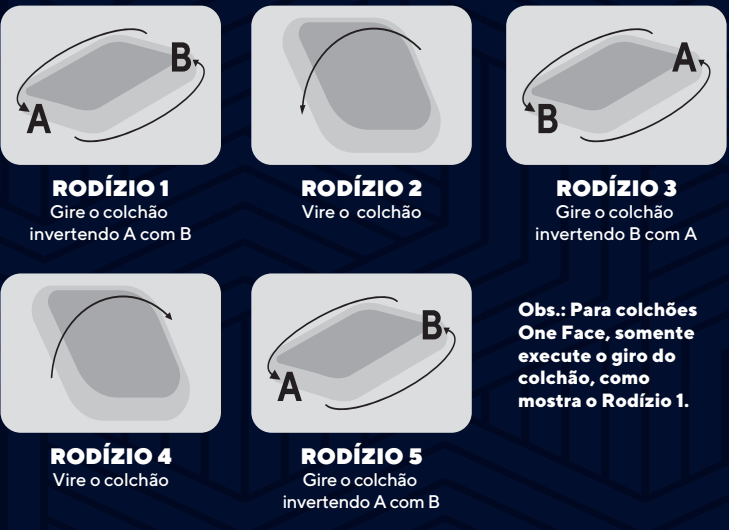 B
A
RODÍZIO 1
Gire o colchão
invertendo A com B
RODÍZIO 2
Vire o colchão
A
B
RODÍZIO 3
Gire o colchão
invertendo B com A
RODÍZIO 4
Vire o colchão
B
A
RODÍZIO 5
Gire o colchão
invertendo A com B
Obs.: Para colchões
One Face, somente
execute o giro do
colchão, como
mostra o Rodízio 1.